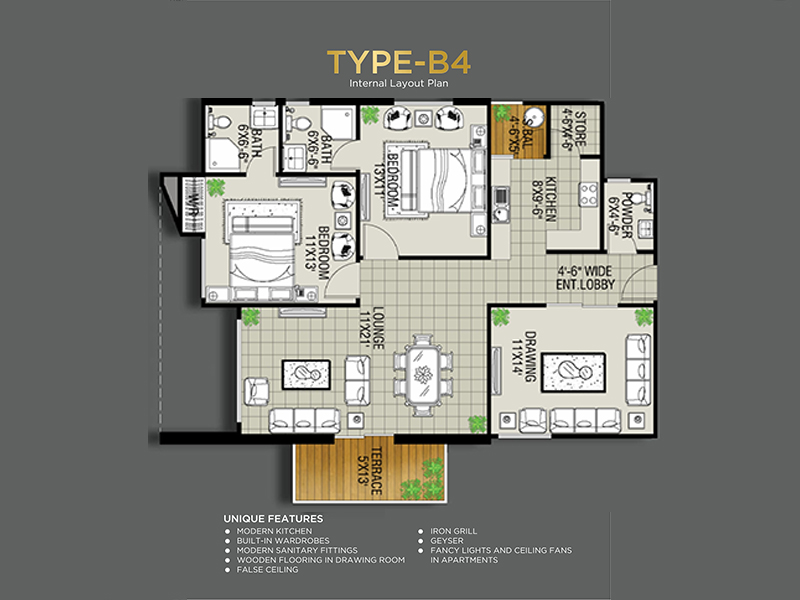 TYPE-B4
Internal Layout Plan
BATH
6'X6'-6"
BATH
6'X6'-6"
BEDROOM
13'X11'
S.BAL
4'-6"X5'
STORE
4'-6"X4'-6"
W/R
BEDROOM
11'X13'
KITCHEN
8'X9'-6"
POWDER
6'X4'-6"
4'-6" WIDE
ENT.LOBBY
LOUNGE
11'X21'
DRAWING
11'X14'
TERRACE
5'X13'
UNIQUE FEATURES
MODERN KITCHEN
BUILT-IN WARDROBES
MODERN SANITARY FITTINGS
WOODEN FLOORING IN DRAWING ROOM
FALSE CEILING
IRON GRILL
GEYSER
FANCY LIGHTS AND CEILING FANS
IN APARTMENTS